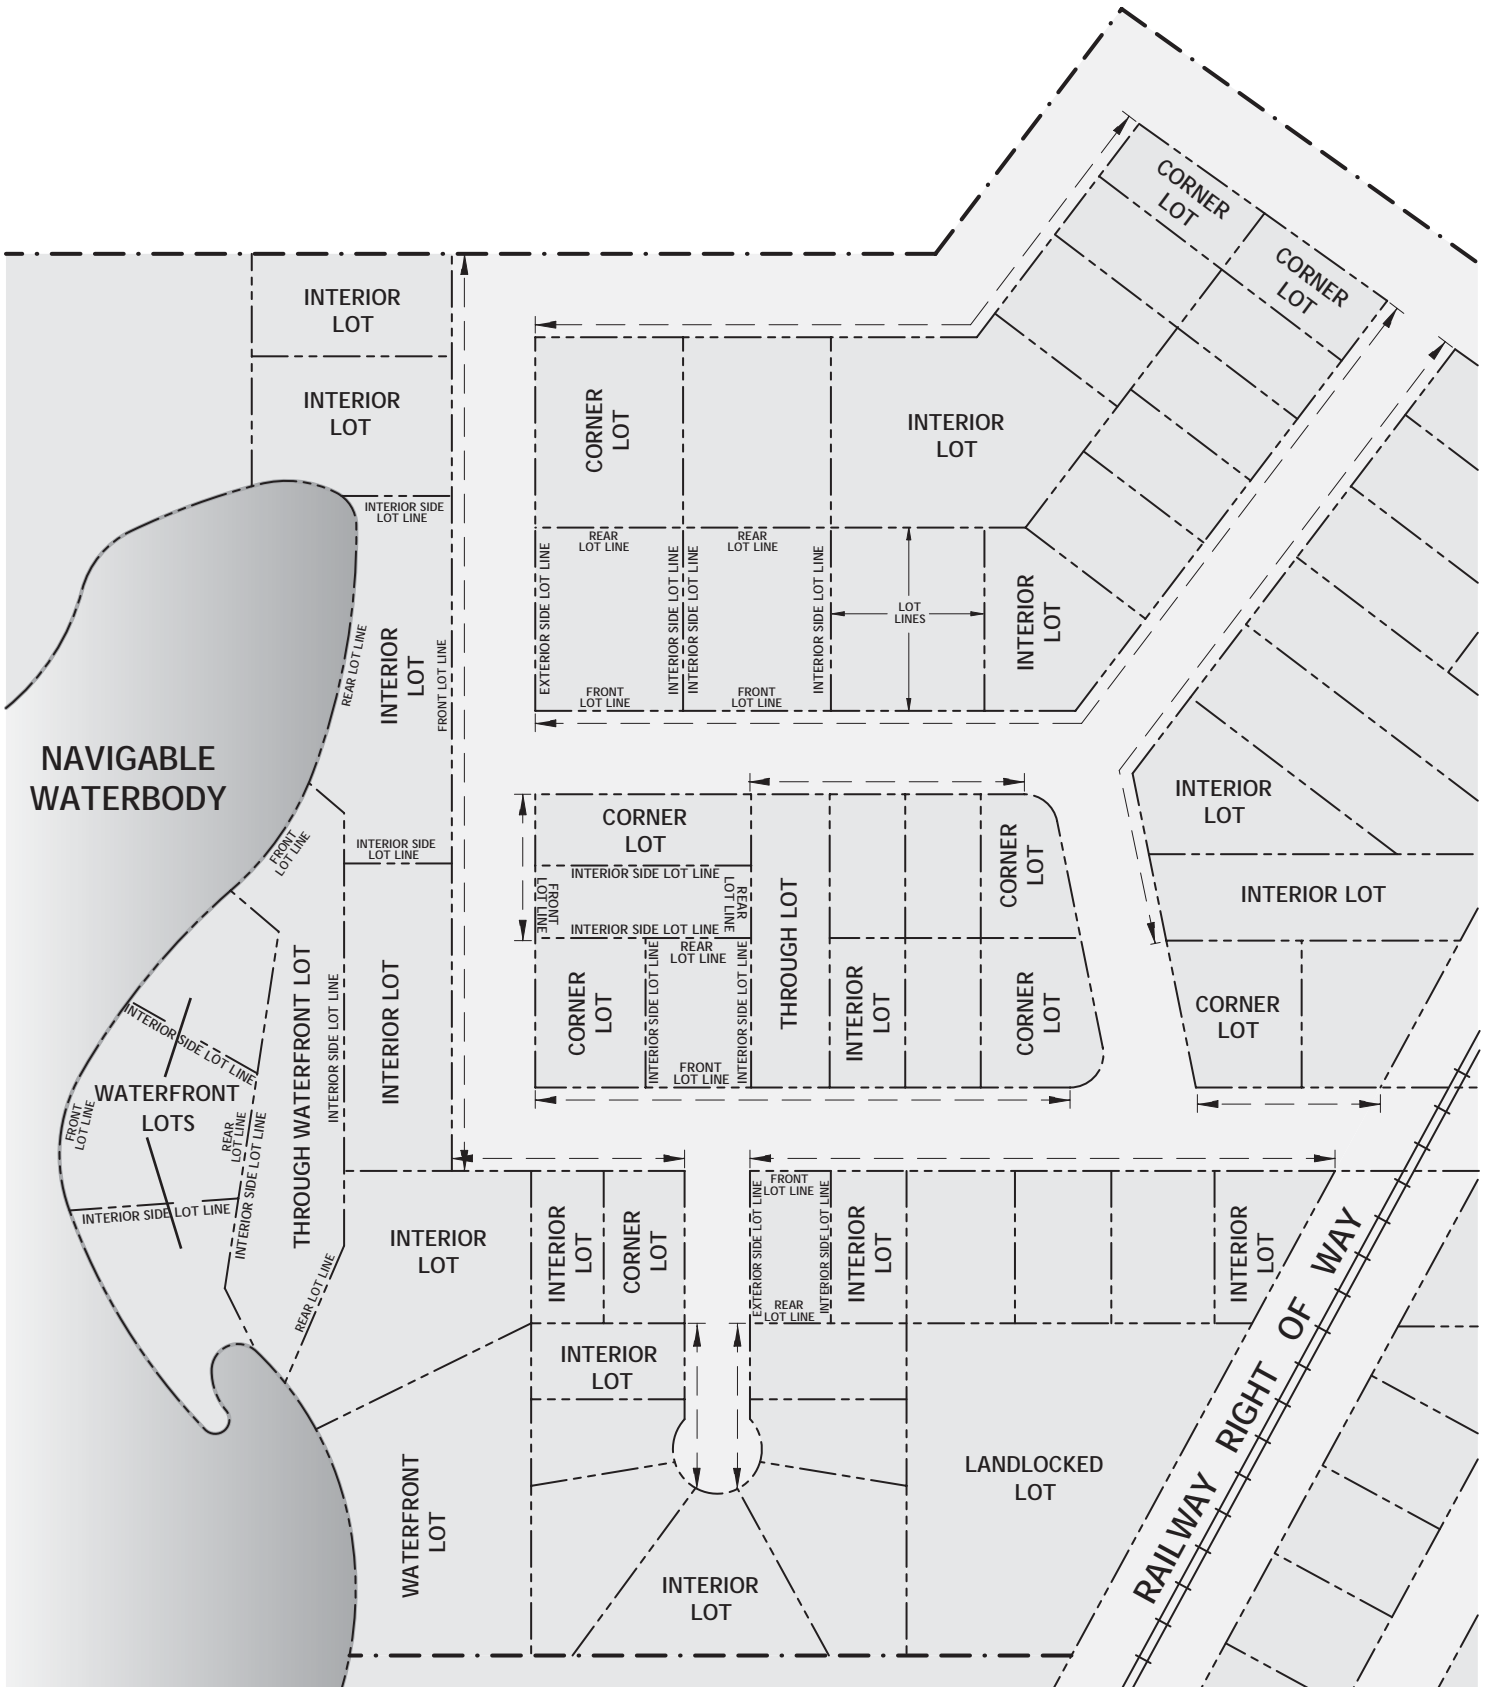 CORNER
LOT
CORNER
LOT
INTERIOR
LOT
INTERIOR
LOT
CORNER
LOT
INTERIOR
LOT
INTERIOR SIDE
LOT LINE
REAR
LOT LINE
REAR
LOT LINE
EXTERIOR SIDE LOT LINE
INTERIOR SIDE LOT LINE
INTERIOR SIDE LOT LINE
INTERIOR SIDE LOT LINE
LOT
LINES
INTERIOR
LOT
FRONT
LOT LINE
FRONT
LOT LINE
REAR LOT LINE
INTERIOR
LOT
FRONT LOT LINE
NAVIGABLE
WATERBODY
FRONT
LOT LINE
INTERIOR SIDE
LOT LINE
CORNER
LOT
INTERIOR SIDE LOT LINE
FRONT
LOT LINE
REAR
LOT LINE
INTERIOR SIDE LOT LINE
CORNER
LOT
INTERIOR SIDE LOT LINE
REAR
LOT LINE
INTERIOR SIDE LOT LINE
FRONT
LOT LINE
THROUGH LOT
INTERIOR
LOT
CORNER
LOT
CORNER
LOT
INTERIOR
LOT
INTERIOR LOT
CORNER
LOT
INTERIOR SIDE LOT LINE
WATERFRONT
LOTS
FRONT
LOT LINE
REAR
LOT LINE
INTERIOR SIDE LOT LINE
INTERIOR SIDE LOT LINE
THROUGH WATERFRONT LOT
INTERIOR SIDE LOT LINE
INTERIOR LOT
REAR LOT LINE
INTERIOR
LOT
INTERIOR
LOT
CORNER
LOT
FRONT
LOT LINE
EXTERIOR SIDE LOT LINE
INTERIOR SIDE LOT LINE
REAR
LOT LINE
INTERIOR
LOT
INTERIOR
LOT
INTERIOR
LOT
WATERFRONT
LOT
INTERIOR
LOT
LANDLOCKED
LOT
RAILWAY RIGHT OF WAY